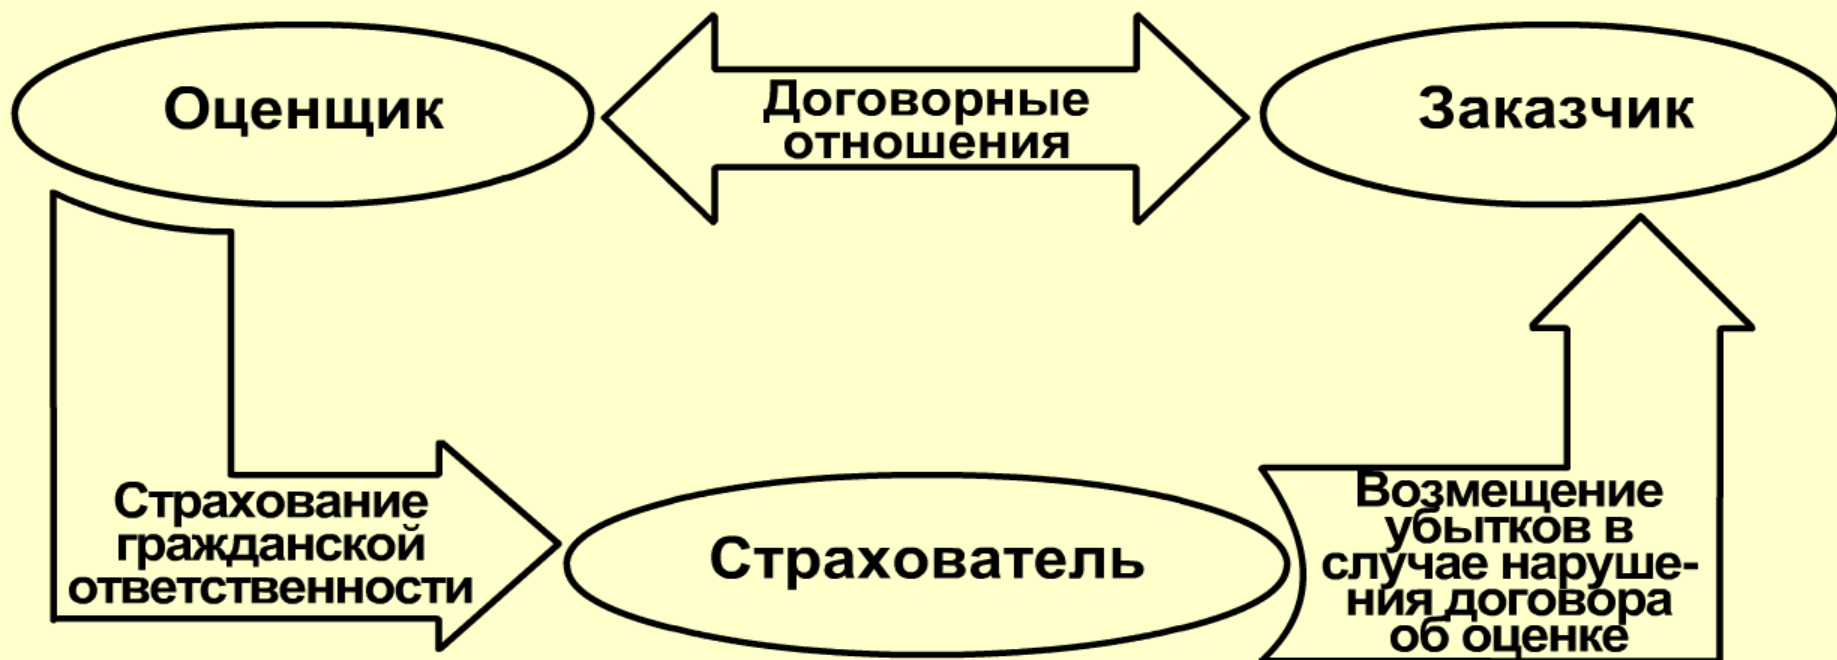 Оценщик
Договорные
отношения
Заказчик
Страхование
гражданской
ответственности
Страхователь
Возмещение
убытков в
случае наруше-
ния договора
об оценке